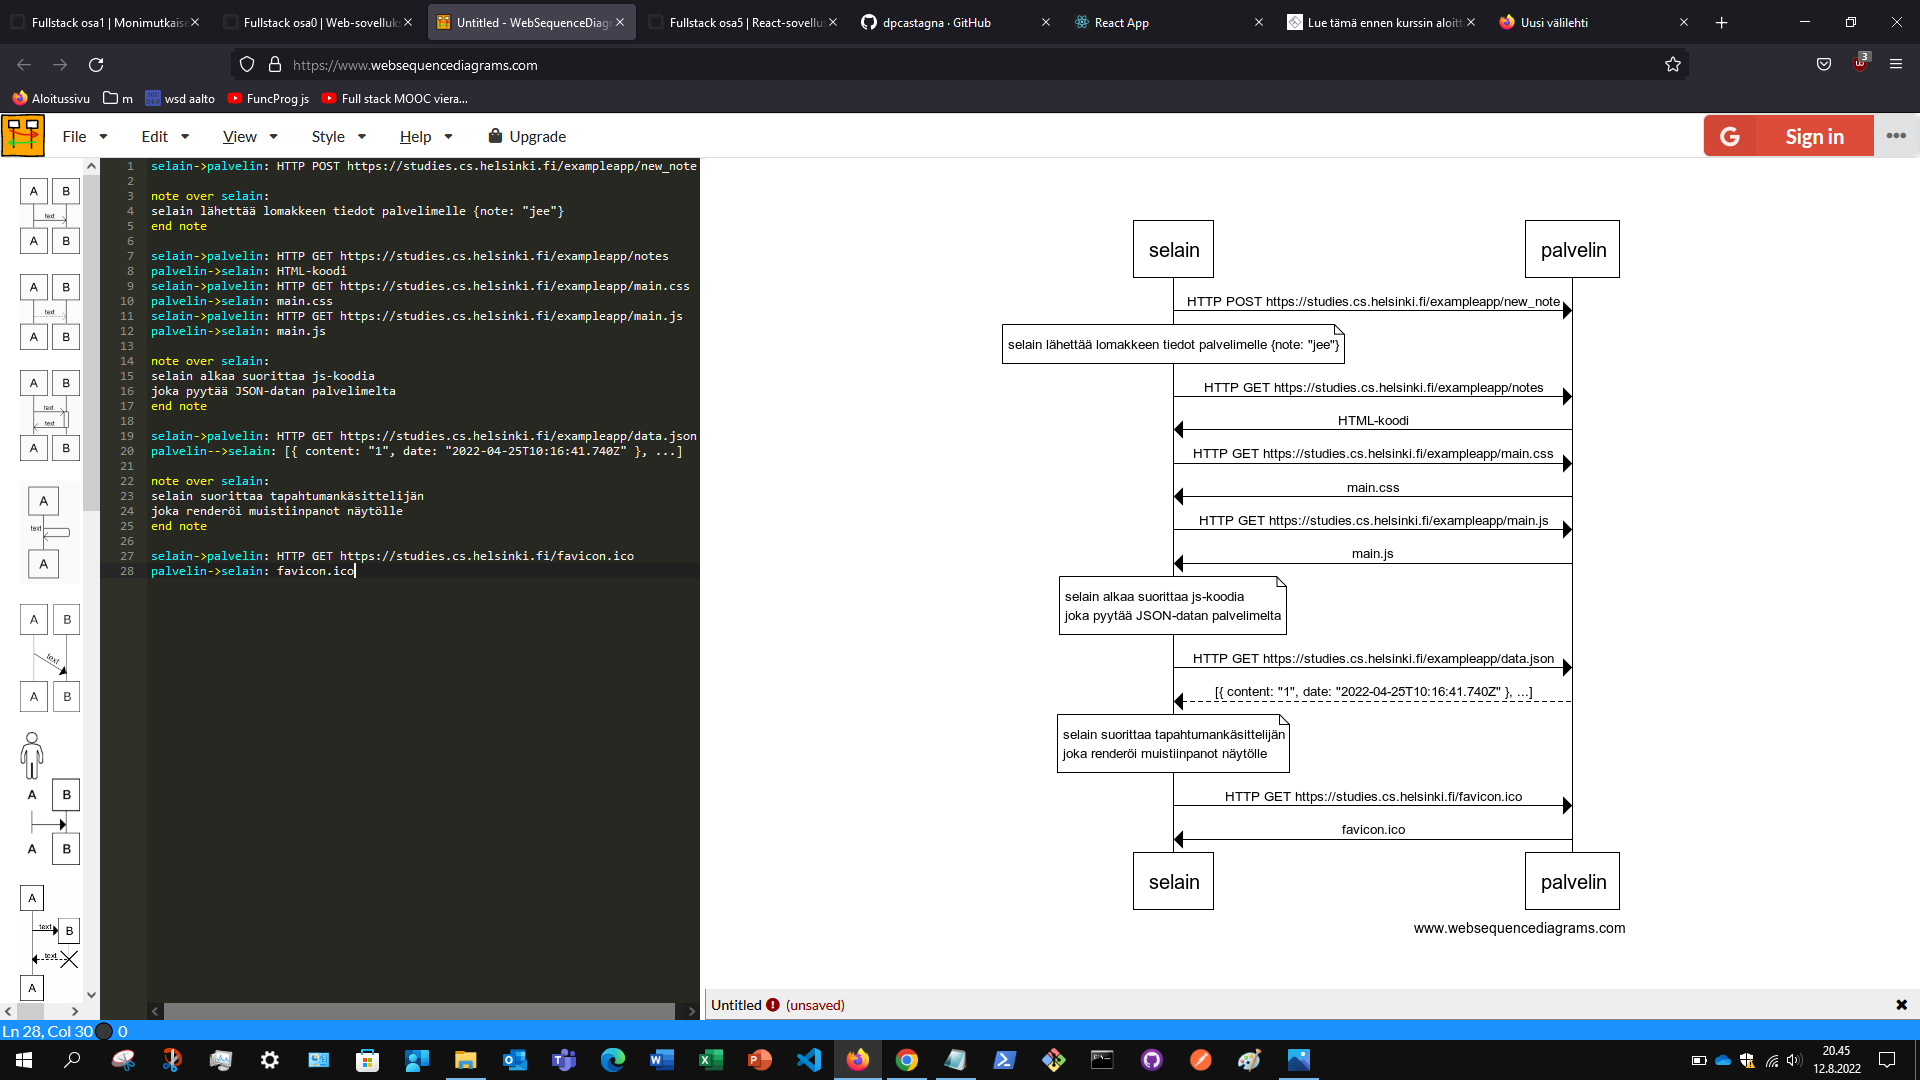 Fullstack osa1 | Monimutkaise
Fullstack osa0 | Web-sovelluks
Untitled - WebSequenceDiagr
Fullstack osa5 | React-sovellus
dpcastagna · GitHub
React App
Lue tämä ennen kurssin aloitt
Uusi välilehti
https://www.websequencediagrams.com
3
Aloitussivu
m
wsd aalto
FuncProg js
Full stack MOOC viera...
File
Edit
View
Style
Help
Upgrade
G
Sign in
A B
text
A B
A B
text
A B
A B
text
text
A B
A
text
A
A B
text
A B
A B
A B
A
text
B
text
A
1 selain->palvelin: HTTP POST https://studies.cs.helsinki.fi/exampleapp/new_note
2
3 note over selain:
4 selain lähettää lomakkeen tiedot palvelimelle {note: "jee"}
5 end note
6
7 selain->palvelin: HTTP GET https://studies.cs.helsinki.fi/exampleapp/notes
8 palvelin->selain: HTML-koodi
9 selain->palvelin: HTTP GET https://studies.cs.helsinki.fi/exampleapp/main.css
10 palvelin->selain: main.css
11 selain->palvelin: HTTP GET https://studies.cs.helsinki.fi/exampleapp/main.js
12 palvelin->selain: main.js
13
14 note over selain:
15 selain alkaa suorittaa js-koodia
16 joka pyytää JSON-datan palvelimelta
17 end note
18
19 selain->palvelin: HTTP GET https://studies.cs.helsinki.fi/exampleapp/data.json
20 palvelin-->selain: [{ content: "1", date: "2022-04-25T10:16:41.740Z" }, ...]
21
22 note over selain:
23 selain suorittaa tapahtumankäsittelijän
24 joka renderöi muistiinpanot näytölle
25 end note
26
27 selain->palvelin: HTTP GET https://studies.cs.helsinki.fi/favicon.ico
28 palvelin->selain: favicon.ico
selain
palvelin
HTTP POST https://studies.cs.helsinki.fi/exampleapp/new_note
selain lähettää lomakkeen tiedot palvelimelle {note: "jee"}
HTTP GET https://studies.cs.helsinki.fi/exampleapp/notes
HTML-koodi
HTTP GET https://studies.cs.helsinki.fi/exampleapp/main.css
main.css
HTTP GET https://studies.cs.helsinki.fi/exampleapp/main.js
main.js
selain alkaa suorittaa js-koodia
joka pyytää JSON-datan palvelimelta
HTTP GET https://studies.cs.helsinki.fi/exampleapp/data.json
[{ content: "1", date: "2022-04-25T10:16:41.740Z" }, ...]
selain suorittaa tapahtumankäsittelijän
joka renderöi muistiinpanot näytölle
HTTP GET https://studies.cs.helsinki.fi/favicon.ico
favicon.ico
selain
palvelin
www.websequencediagrams.com
Untitled (unsaved)
Ln 28, Col 30 0
20.45
12.8.2022